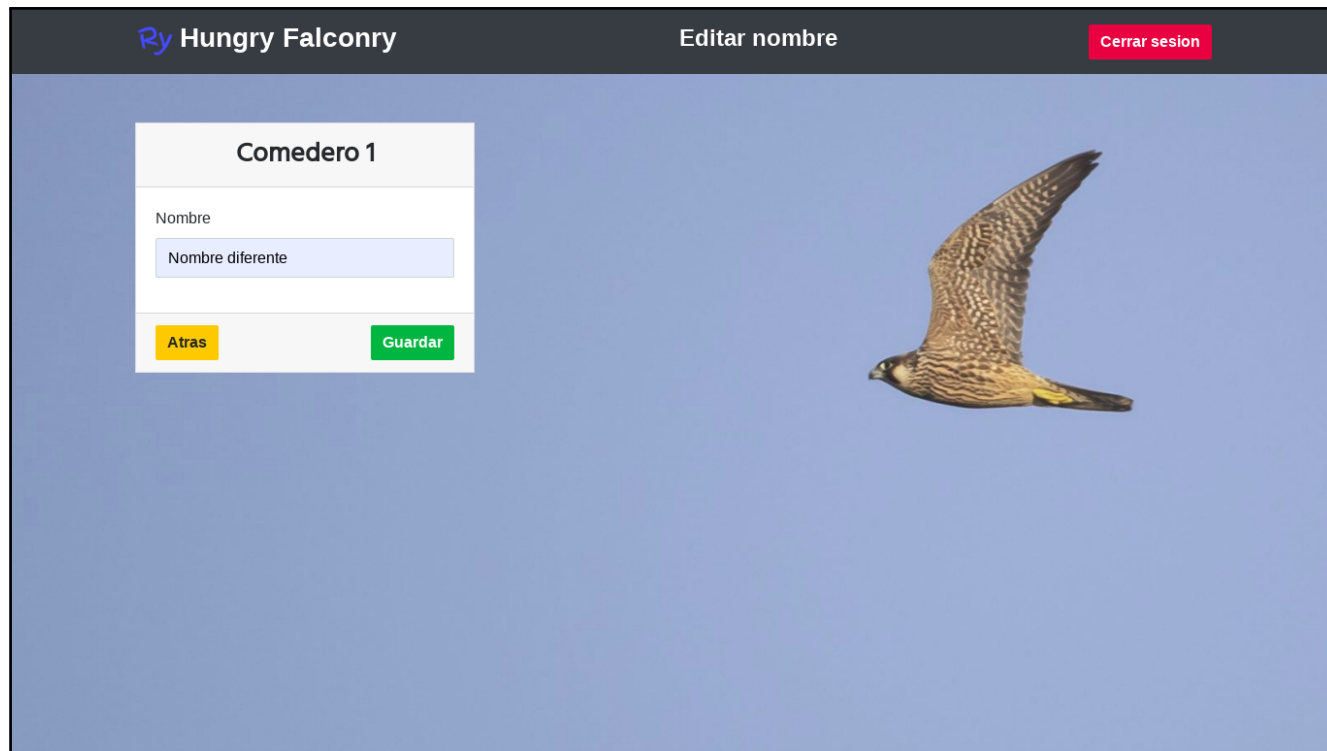 Ry Hungry Falconry
Editar nombre
Cerrar sesion
Comedero 1
Nombre
Nombre diferente
Atras
Guardar